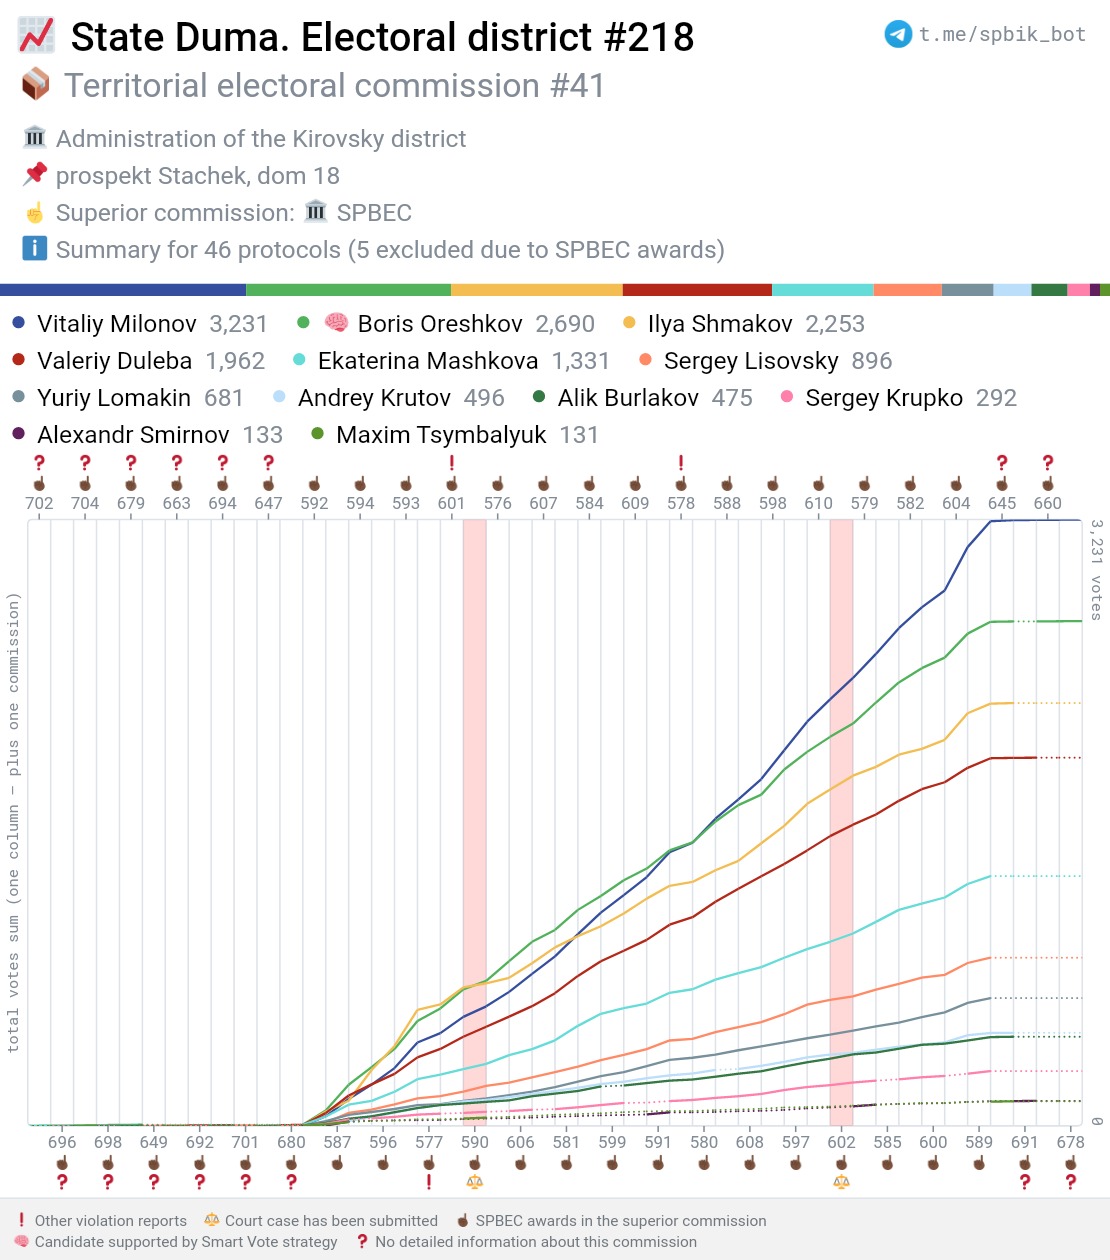 State Duma. Electoral district #218
t.me/spbik_bot
Territorial electoral commission #41
Administration of the Kirovsky district
prospekt Stachek, dom 18
Superior commission: SPBEC
Summary for 46 protocols (5 excluded due to SPBEC awards)
Vitaliy Milonov 3,231 Boris Oreshkov 2,690 Ilya Shmakov 2,253
Valeriy Duleba 1,962 Ekaterina Mashkova 1,331 Sergey Lisovsky 896
Yuriy Lomakin 681 Andrey Krutov 496 Alik Burlakov 475 Sergey Krupko 292
Alexandr Smirnov 133 Maxim Tsymbalyuk 131
702 704 679 663 694 647 592 594 593 601 576 607 584 609 578 588 598 610 579 582 604 645 660
3,231 votes
total votes sum (one column – plus one commission)
0
696 698 649 692 701 680 587 596 577 590 606 581 599 591 580 608 597 602 585 600 589 691 678
Other violation reports Court case has been submitted SPBEC awards in the superior commission
Candidate supported by Smart Vote strategy No detailed information about this commission